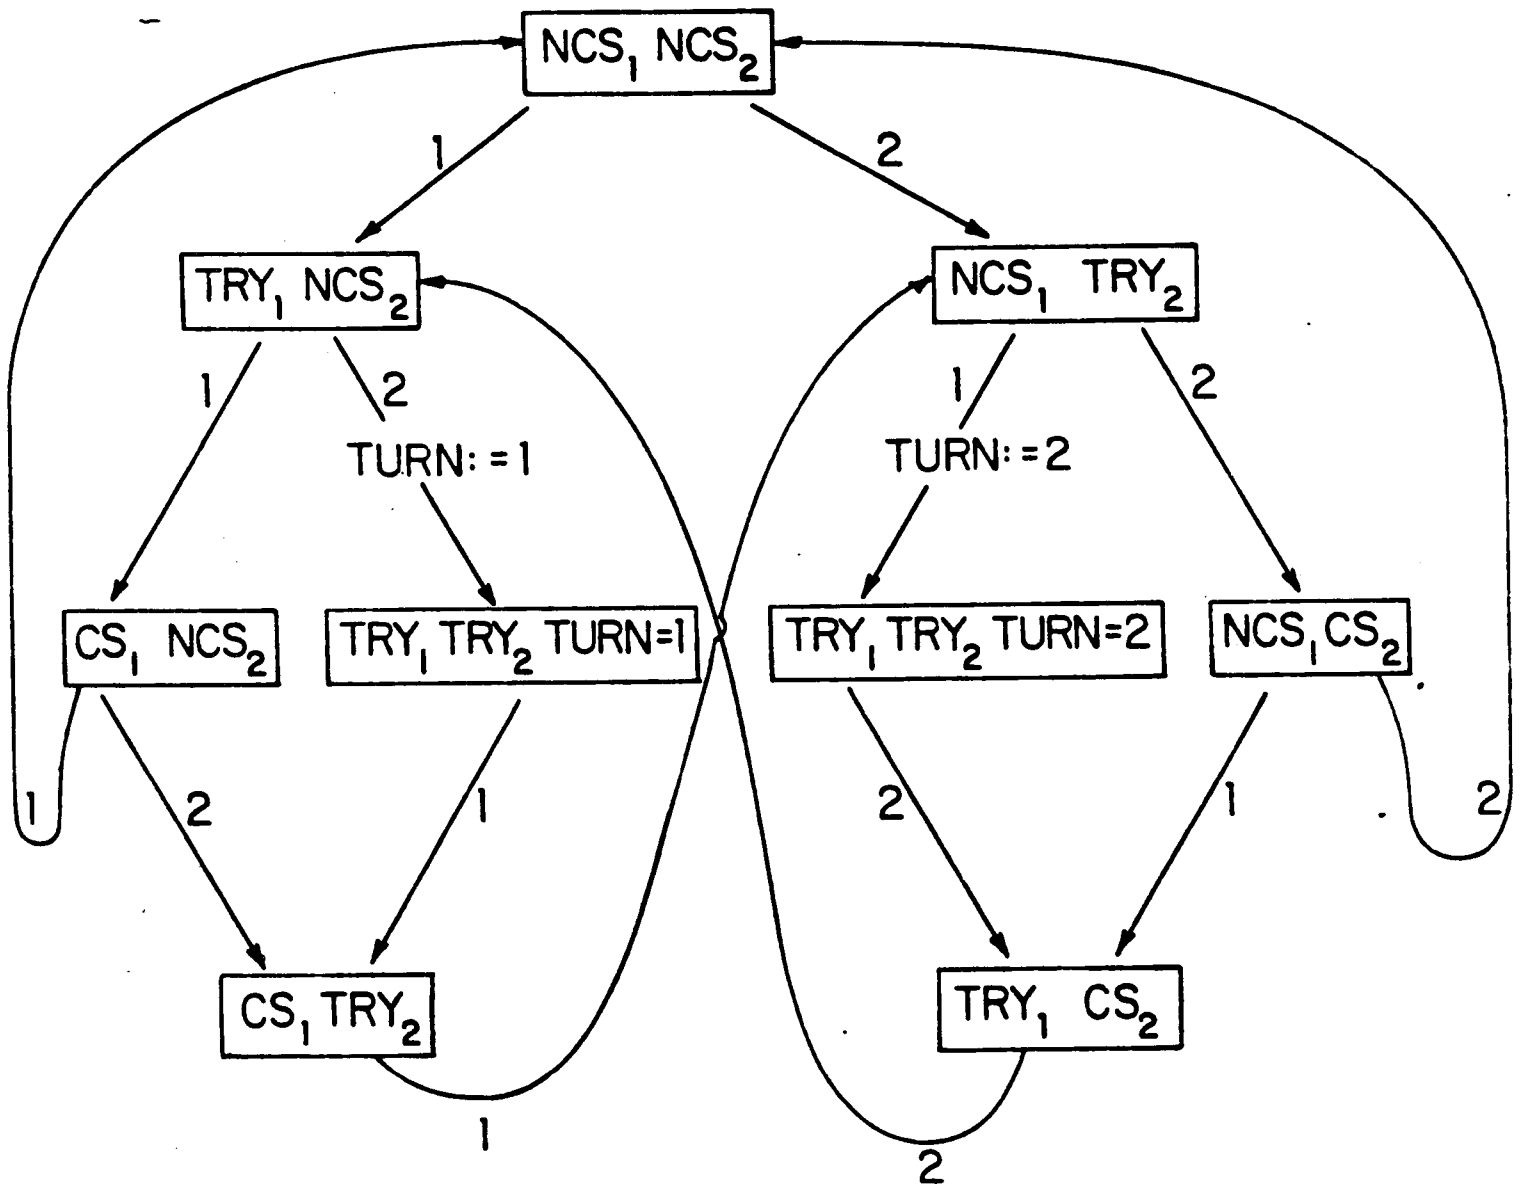 NCS₁ NCS₂
1 2
TRY₁ NCS₂
NCS₁ TRY₂
1 2
1 2
TURN:=1
TURN:=2
CS₁ NCS₂
TRY₁ TRY₂ TURN=1
TRY₁ TRY₂ TURN=2
NCS₁ CS₂
1 2 1 2 1 2
CS₁ TRY₂
TRY₁ CS₂
1
2